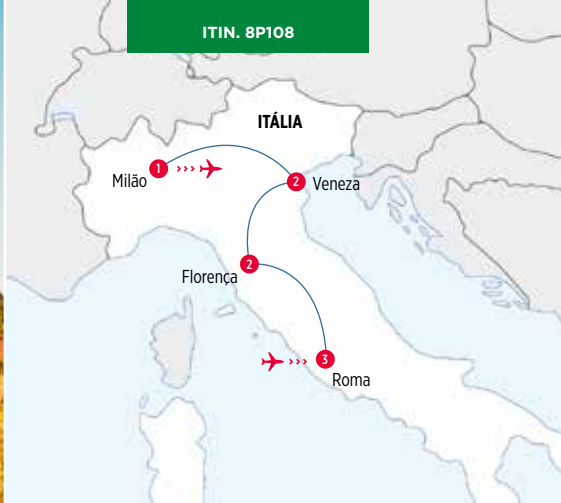 ITIN. 8P108
ITÁLIA
Milão 1 ›››
2 Veneza
2
Florença
››› 3
Roma